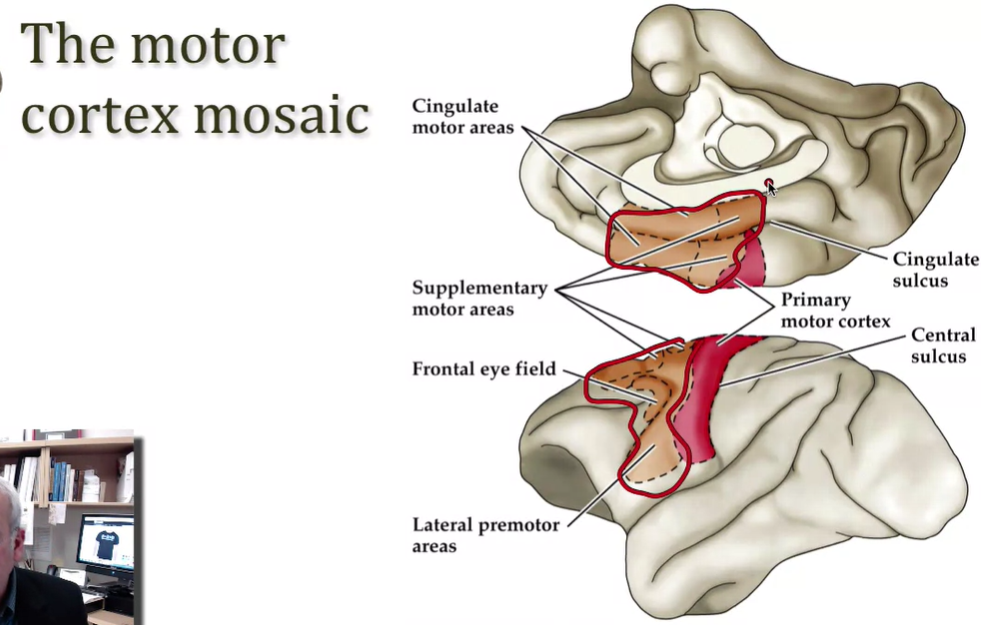 The motor
cortex mosaic
Cingulate
motor areas
Cingulate
sulcus
Supplementary
motor areas
Primary
motor cortex
Central
sulcus
Frontal eye field
Lateral premotor
areas